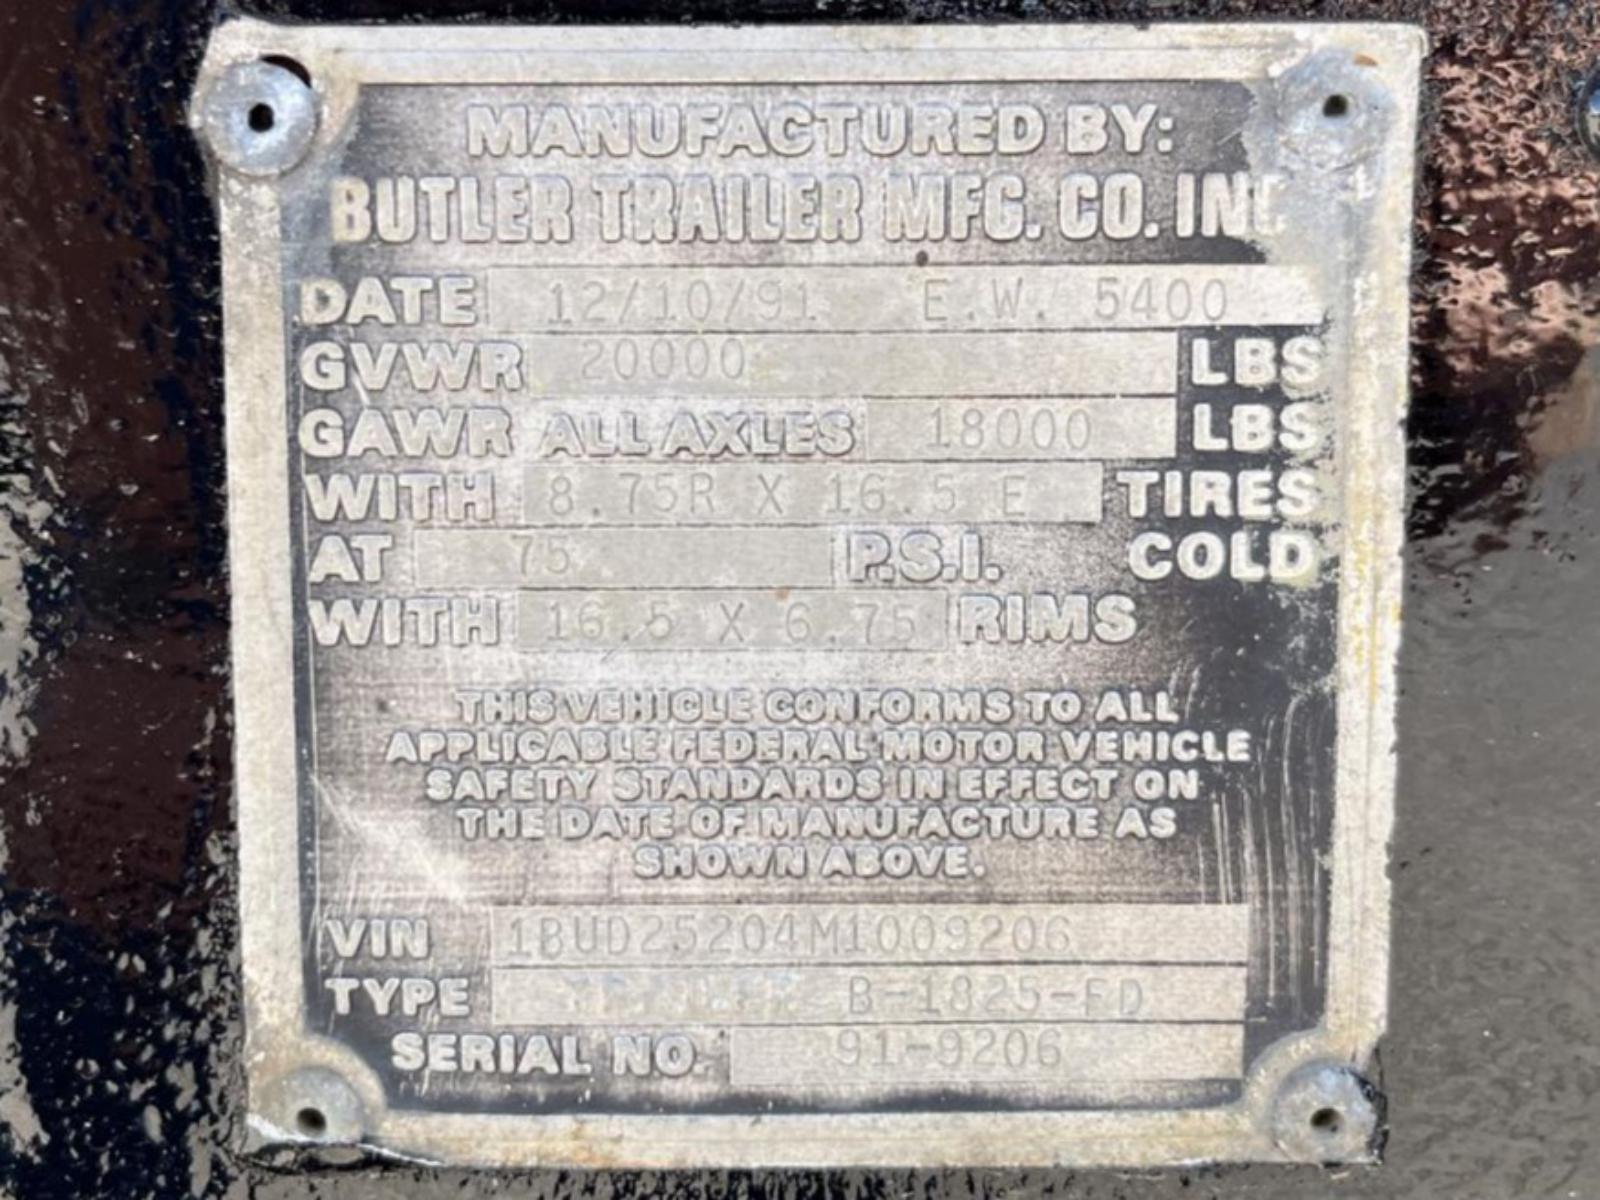 MANUFACTURED BY:
BUTLER TRAILER MFG. CO. INC
DATE 12/10/91 E.W. 5400
GVWR 20000 LBS
GAWR ALL AXLES 18000 LBS
WITH 8.75R X 16.5 E TIRES
AT 75 P.S.I. COLD
WITH 16.5 X 6.75 RIMS
THIS VEHICLE CONFORMS TO ALL
APPLICABLE FEDERAL MOTOR VEHICLE
SAFETY STANDARDS IN EFFECT ON
THE DATE OF MANUFACTURE AS
SHOWN ABOVE.
VIN 1BUD25204M1009206
TYPE TRAILER B-1825-FD
SERIAL NO. 91-9206